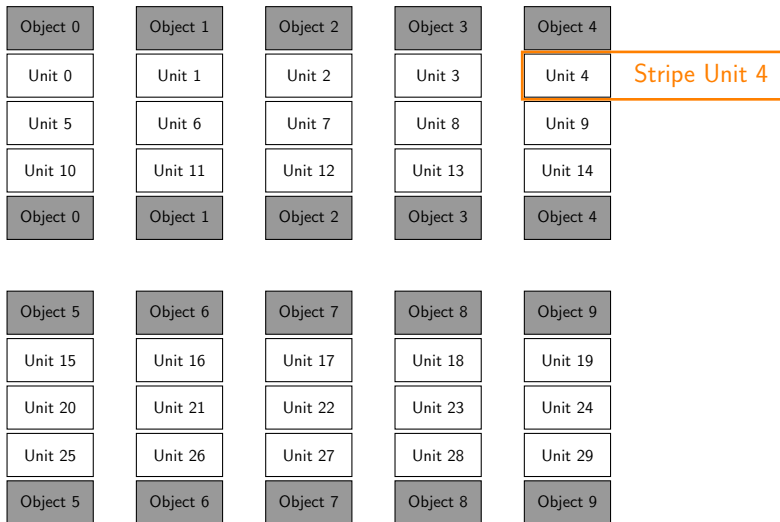 Object 0 Object 1 Object 2 Object 3 Object 4
Unit 0 Unit 1 Unit 2 Unit 3 Unit 4 Stripe Unit 4
Unit 5 Unit 6 Unit 7 Unit 8 Unit 9
Unit 10 Unit 11 Unit 12 Unit 13 Unit 14
Object 0 Object 1 Object 2 Object 3 Object 4
Object 5 Object 6 Object 7 Object 8 Object 9
Unit 15 Unit 16 Unit 17 Unit 18 Unit 19
Unit 20 Unit 21 Unit 22 Unit 23 Unit 24
Unit 25 Unit 26 Unit 27 Unit 28 Unit 29
Object 5 Object 6 Object 7 Object 8 Object 9